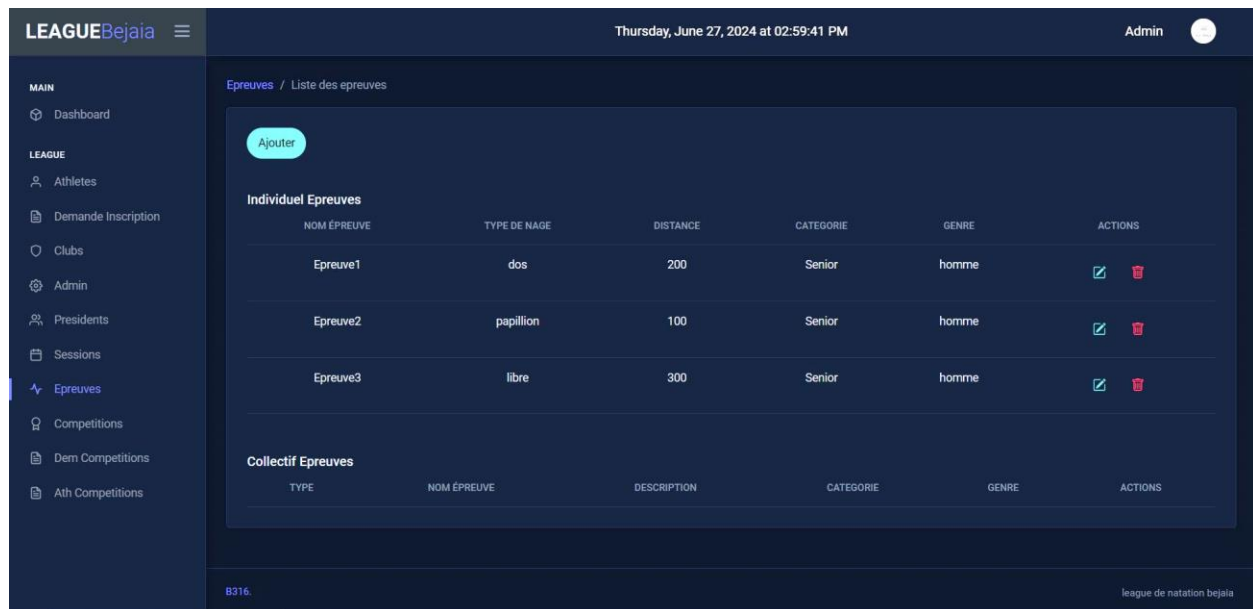 LEAGUEBejaia
Thursday, June 27, 2024 at 02:59:41 PM
Admin
MAIN
Dashboard
LEAGUE
Athletes
Demande Inscription
Clubs
Admin
Presidents
Sessions
Epreuves
Competitions
Dem Competitions
Ath Competitions
Epreuves / Liste des epreuves
Ajouter
Individuel Epreuves
NOM ÉPREUVE TYPE DE NAGE DISTANCE CATEGORIE GENRE ACTIONS
Epreuve1 dos 200 Senior homme
Epreuve2 papillion 100 Senior homme
Epreuve3 libre 300 Senior homme
Collectif Epreuves
TYPE NOM ÉPREUVE DESCRIPTION CATEGORIE GENRE ACTIONS
B316.
league de natation bejaia